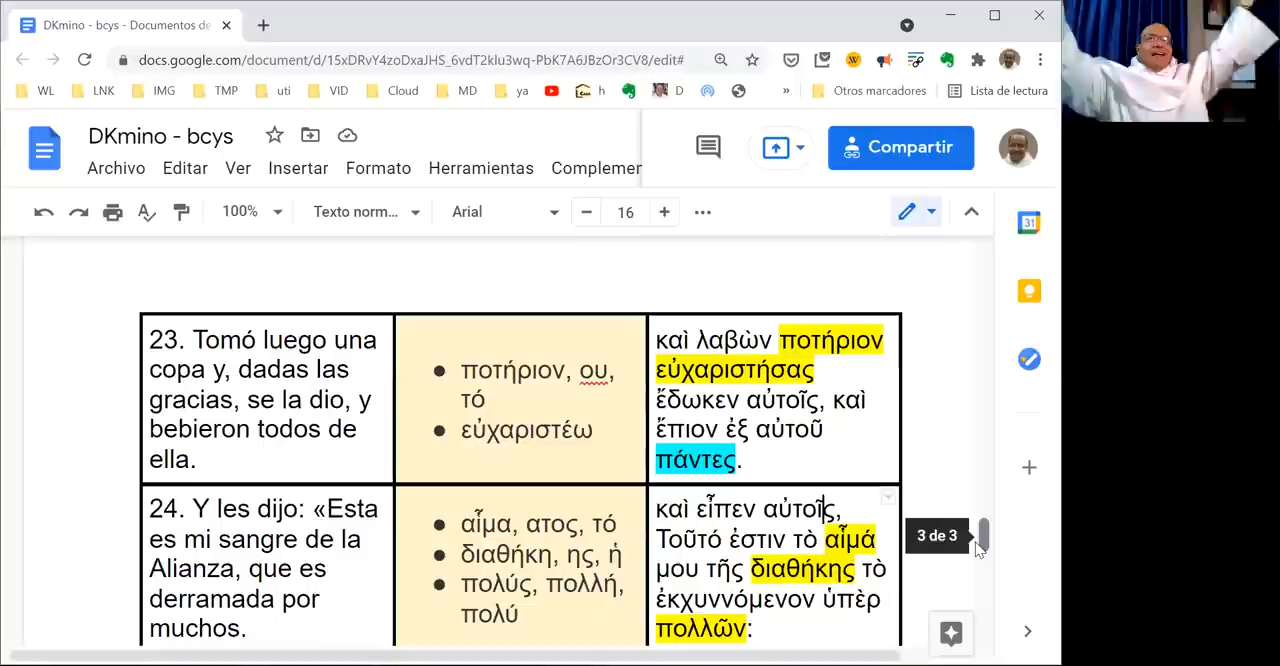 DKmino - bcys - Documentos de
docs.google.com/document/d/15xDRvY4zoDxaJHS_6vdT2klu3wq-PbK7A6JBzOr3CV8/edit#
WL LNK IMG TMP uti VID Cloud MD ya h D » Otros marcadores Lista de lectura
DKmino - bcys
Archivo Editar Ver Insertar Formato Herramientas Complemen
Compartir
100% Texto norm... Arial 16
31
23. Tomó luego una
copa y, dadas las
gracias, se la dio, y
bebieron todos de
ella.
ποτήριον, ου,
τό
εὐχαριστέω
καὶ λαβὼν ποτήριον
εὐχαριστήσας
ἔδωκεν αὐτοῖς, καὶ
ἔπιον ἐξ αὐτοῦ
πάντες.
24. Y les dijo: «Esta
es mi sangre de la
Alianza, que es
derramada por
muchos.
αἷμα, ατος, τό
διαθήκη, ης, ἡ
πολύς, πολλή,
πολύ
καὶ εἶπεν αὐτοῖς,
Τοῦτό ἐστιν τὸ αἷμά
μου τῆς διαθήκης τὸ
ἐκχυννόμενον ὑπὲρ
πολλῶν:
3 de 3